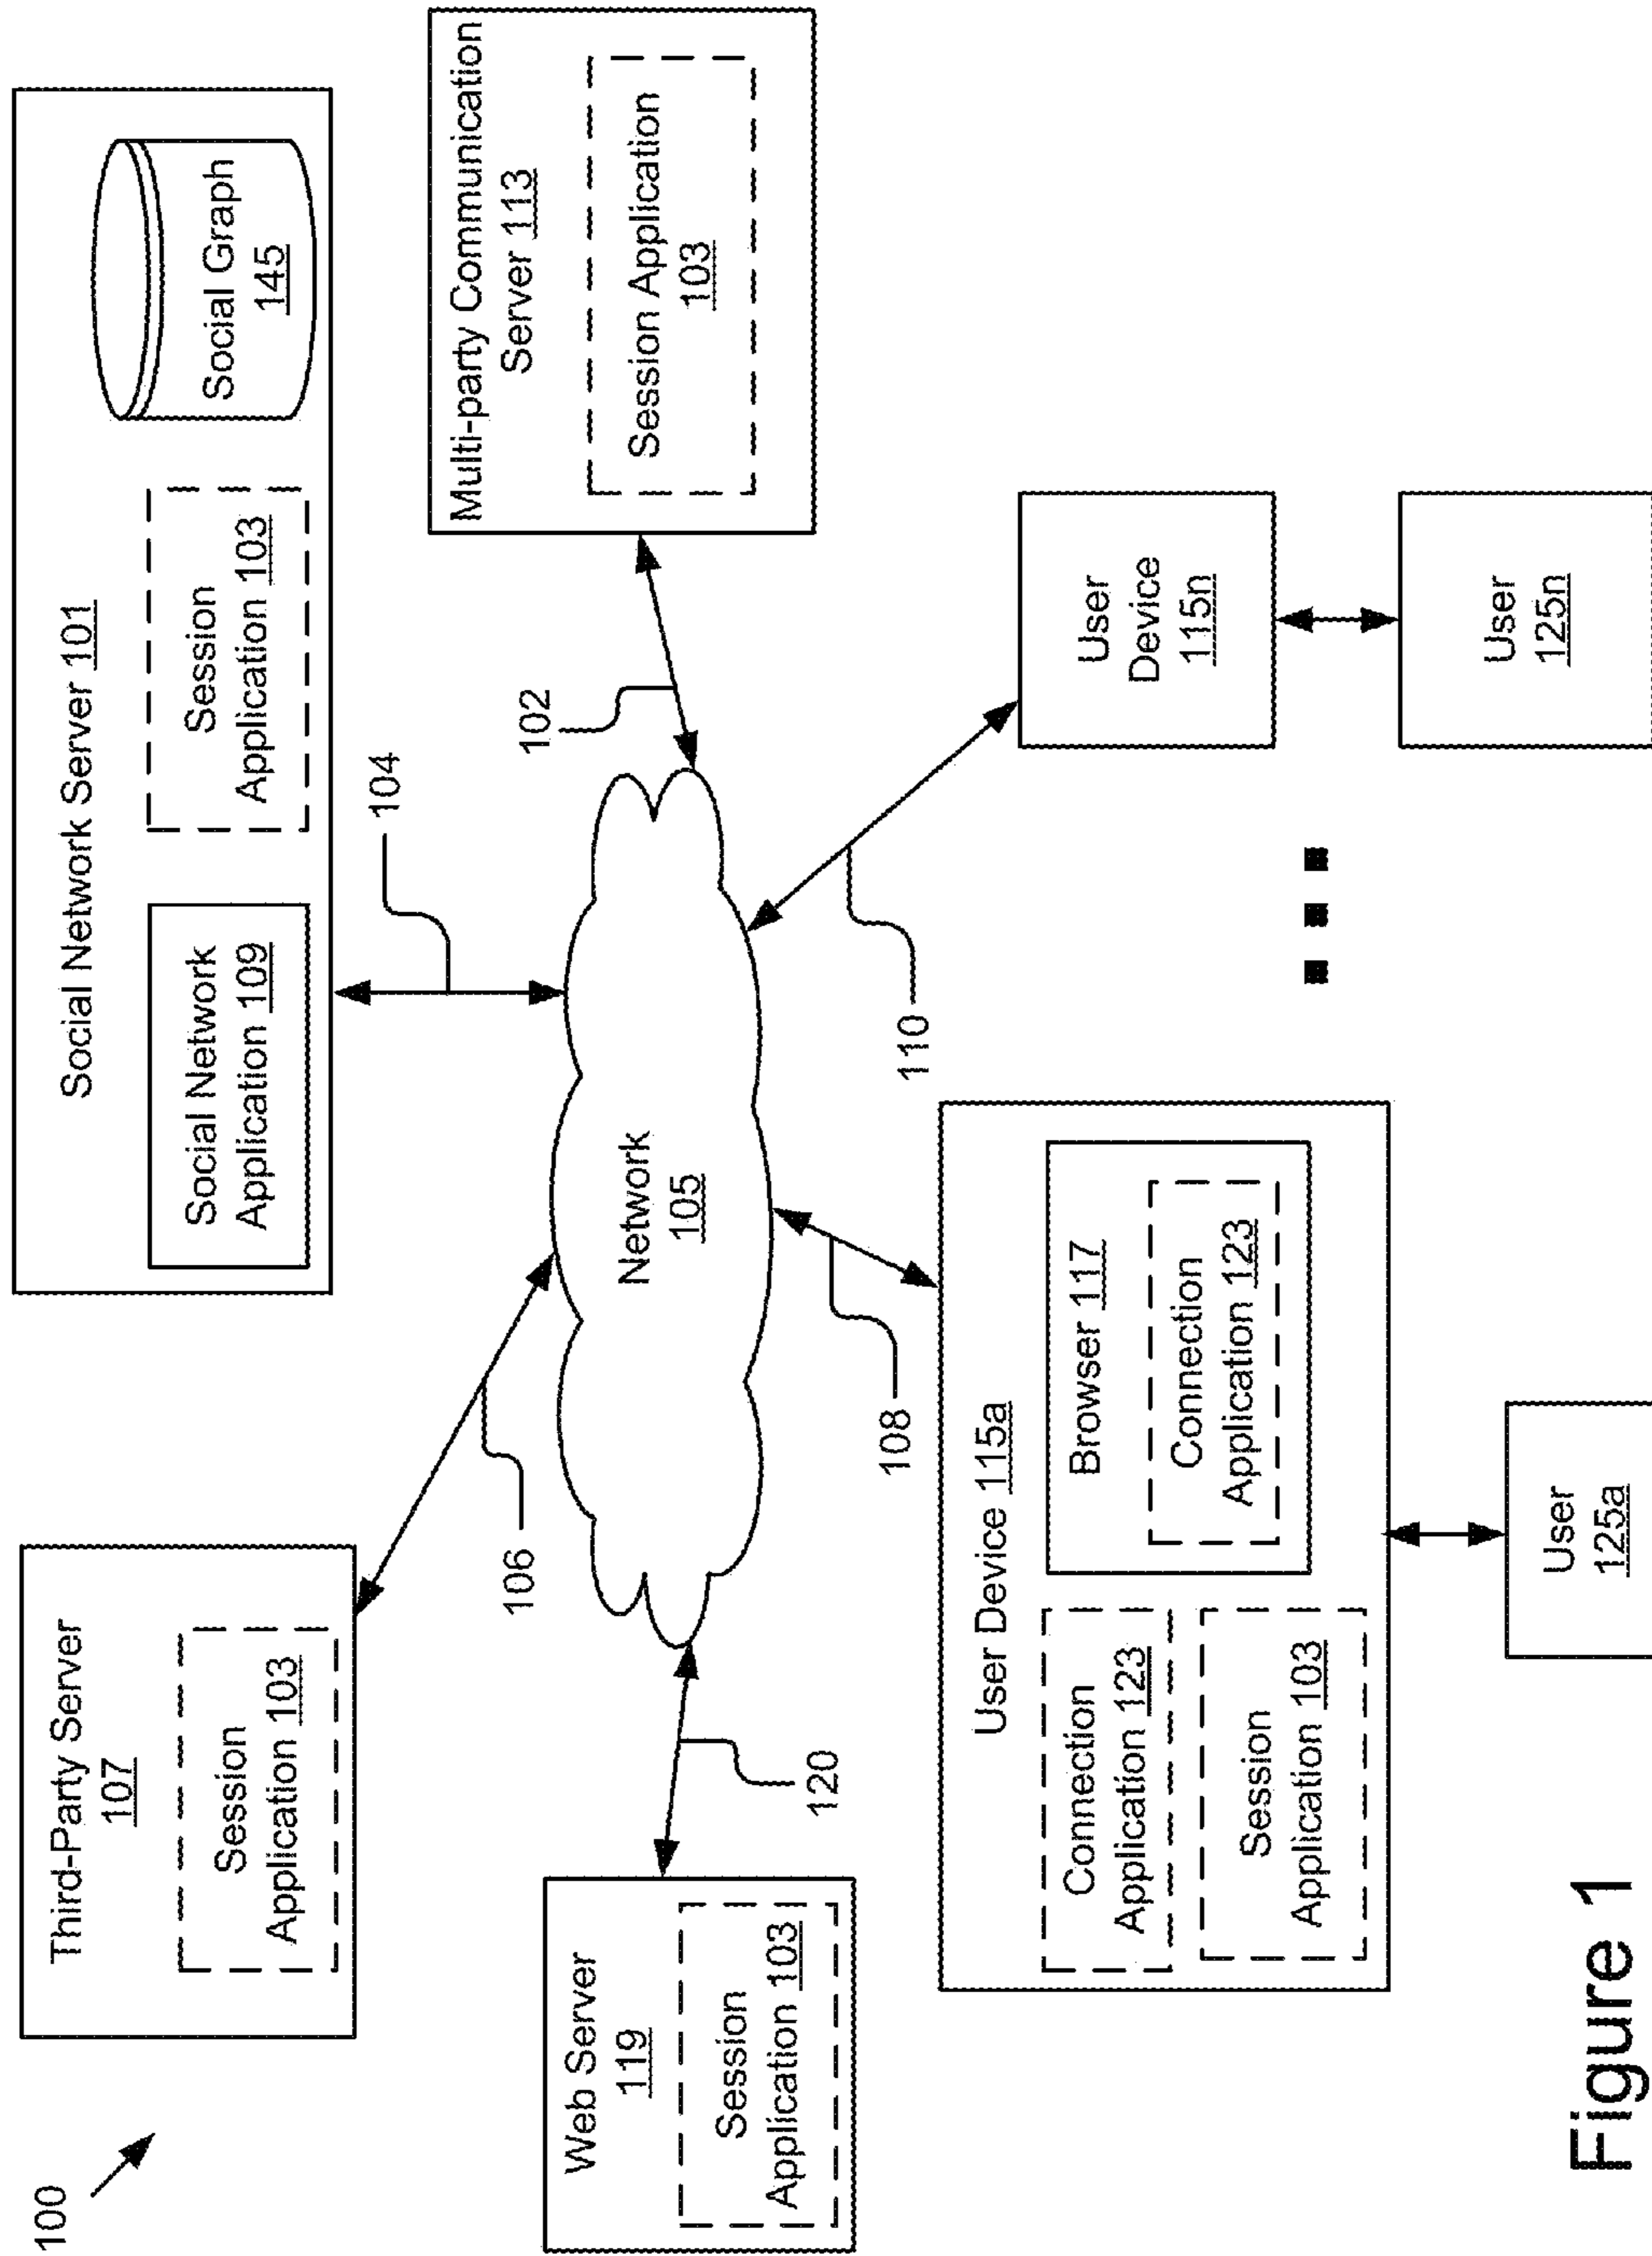 100
Third-Party Server
107
Session
Application 103
Social Network Server 101
Social Network
Application 109
Session
Application 103
Social Graph
145
106
104
Web Server
119
Session
Application 103
120
Network
105
102
Multi-party Communication
Server 113
Session Application
103
108
110
User Device 115a
Connection
Application 123
Session
Application 103
Browser 117
Connection
Application 123
User
Device
115n
User
125a
User
125n
Figure 1